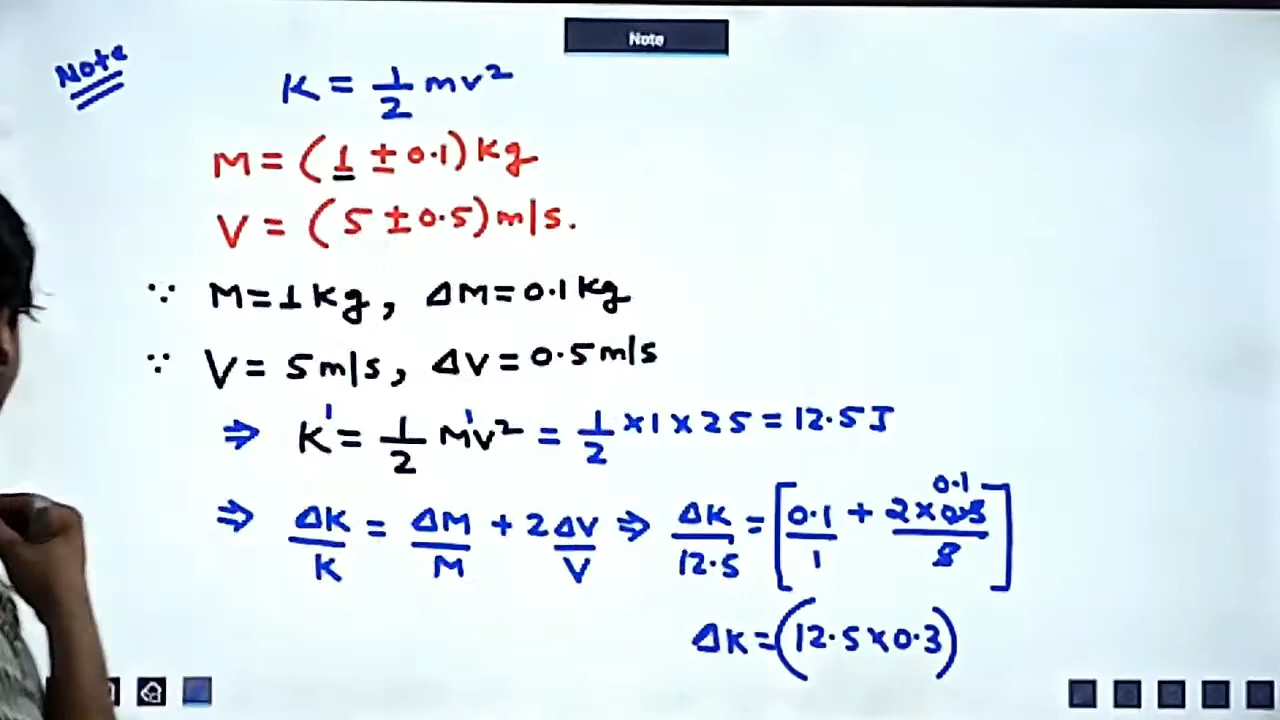 Note
Note
K = 1/2 mv²
M = (1 ± 0.1) kg
V = (5 ± 0.5) m/s.
∵ M = 1 kg, ΔM = 0.1 kg
∵ V = 5 m/s, ΔV = 0.5 m/s
⇒ K' = 1/2 M'v² = 1/2 × 1 × 25 = 12.5 J
⇒ ΔK/K = ΔM/M + 2ΔV/V ⇒ ΔK/12.5 = [0.1/1 + 2×0.5/5] 0.1
ΔK = (12.5 × 0.3)